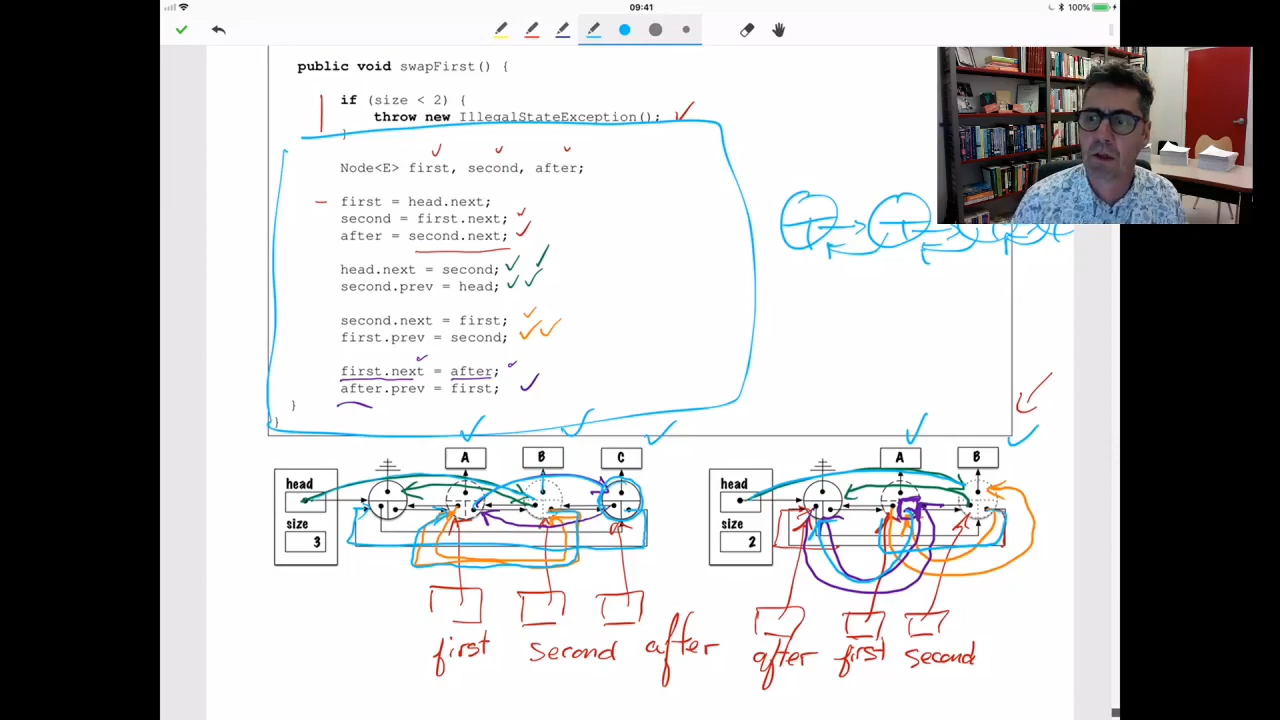 09:41
100%
public void swapFirst() {
if (size < 2) {
throw new IllegalStateException();
}
Node<E> first, second, after;
first = head.next;
second = first.next;
after = second.next;
head.next = second;
second.prev = head;
second.next = first;
first.prev = second;
first.next = after;
after.prev = first;
}
}
A B C A B
head head
size size
3 2
first second after after first second